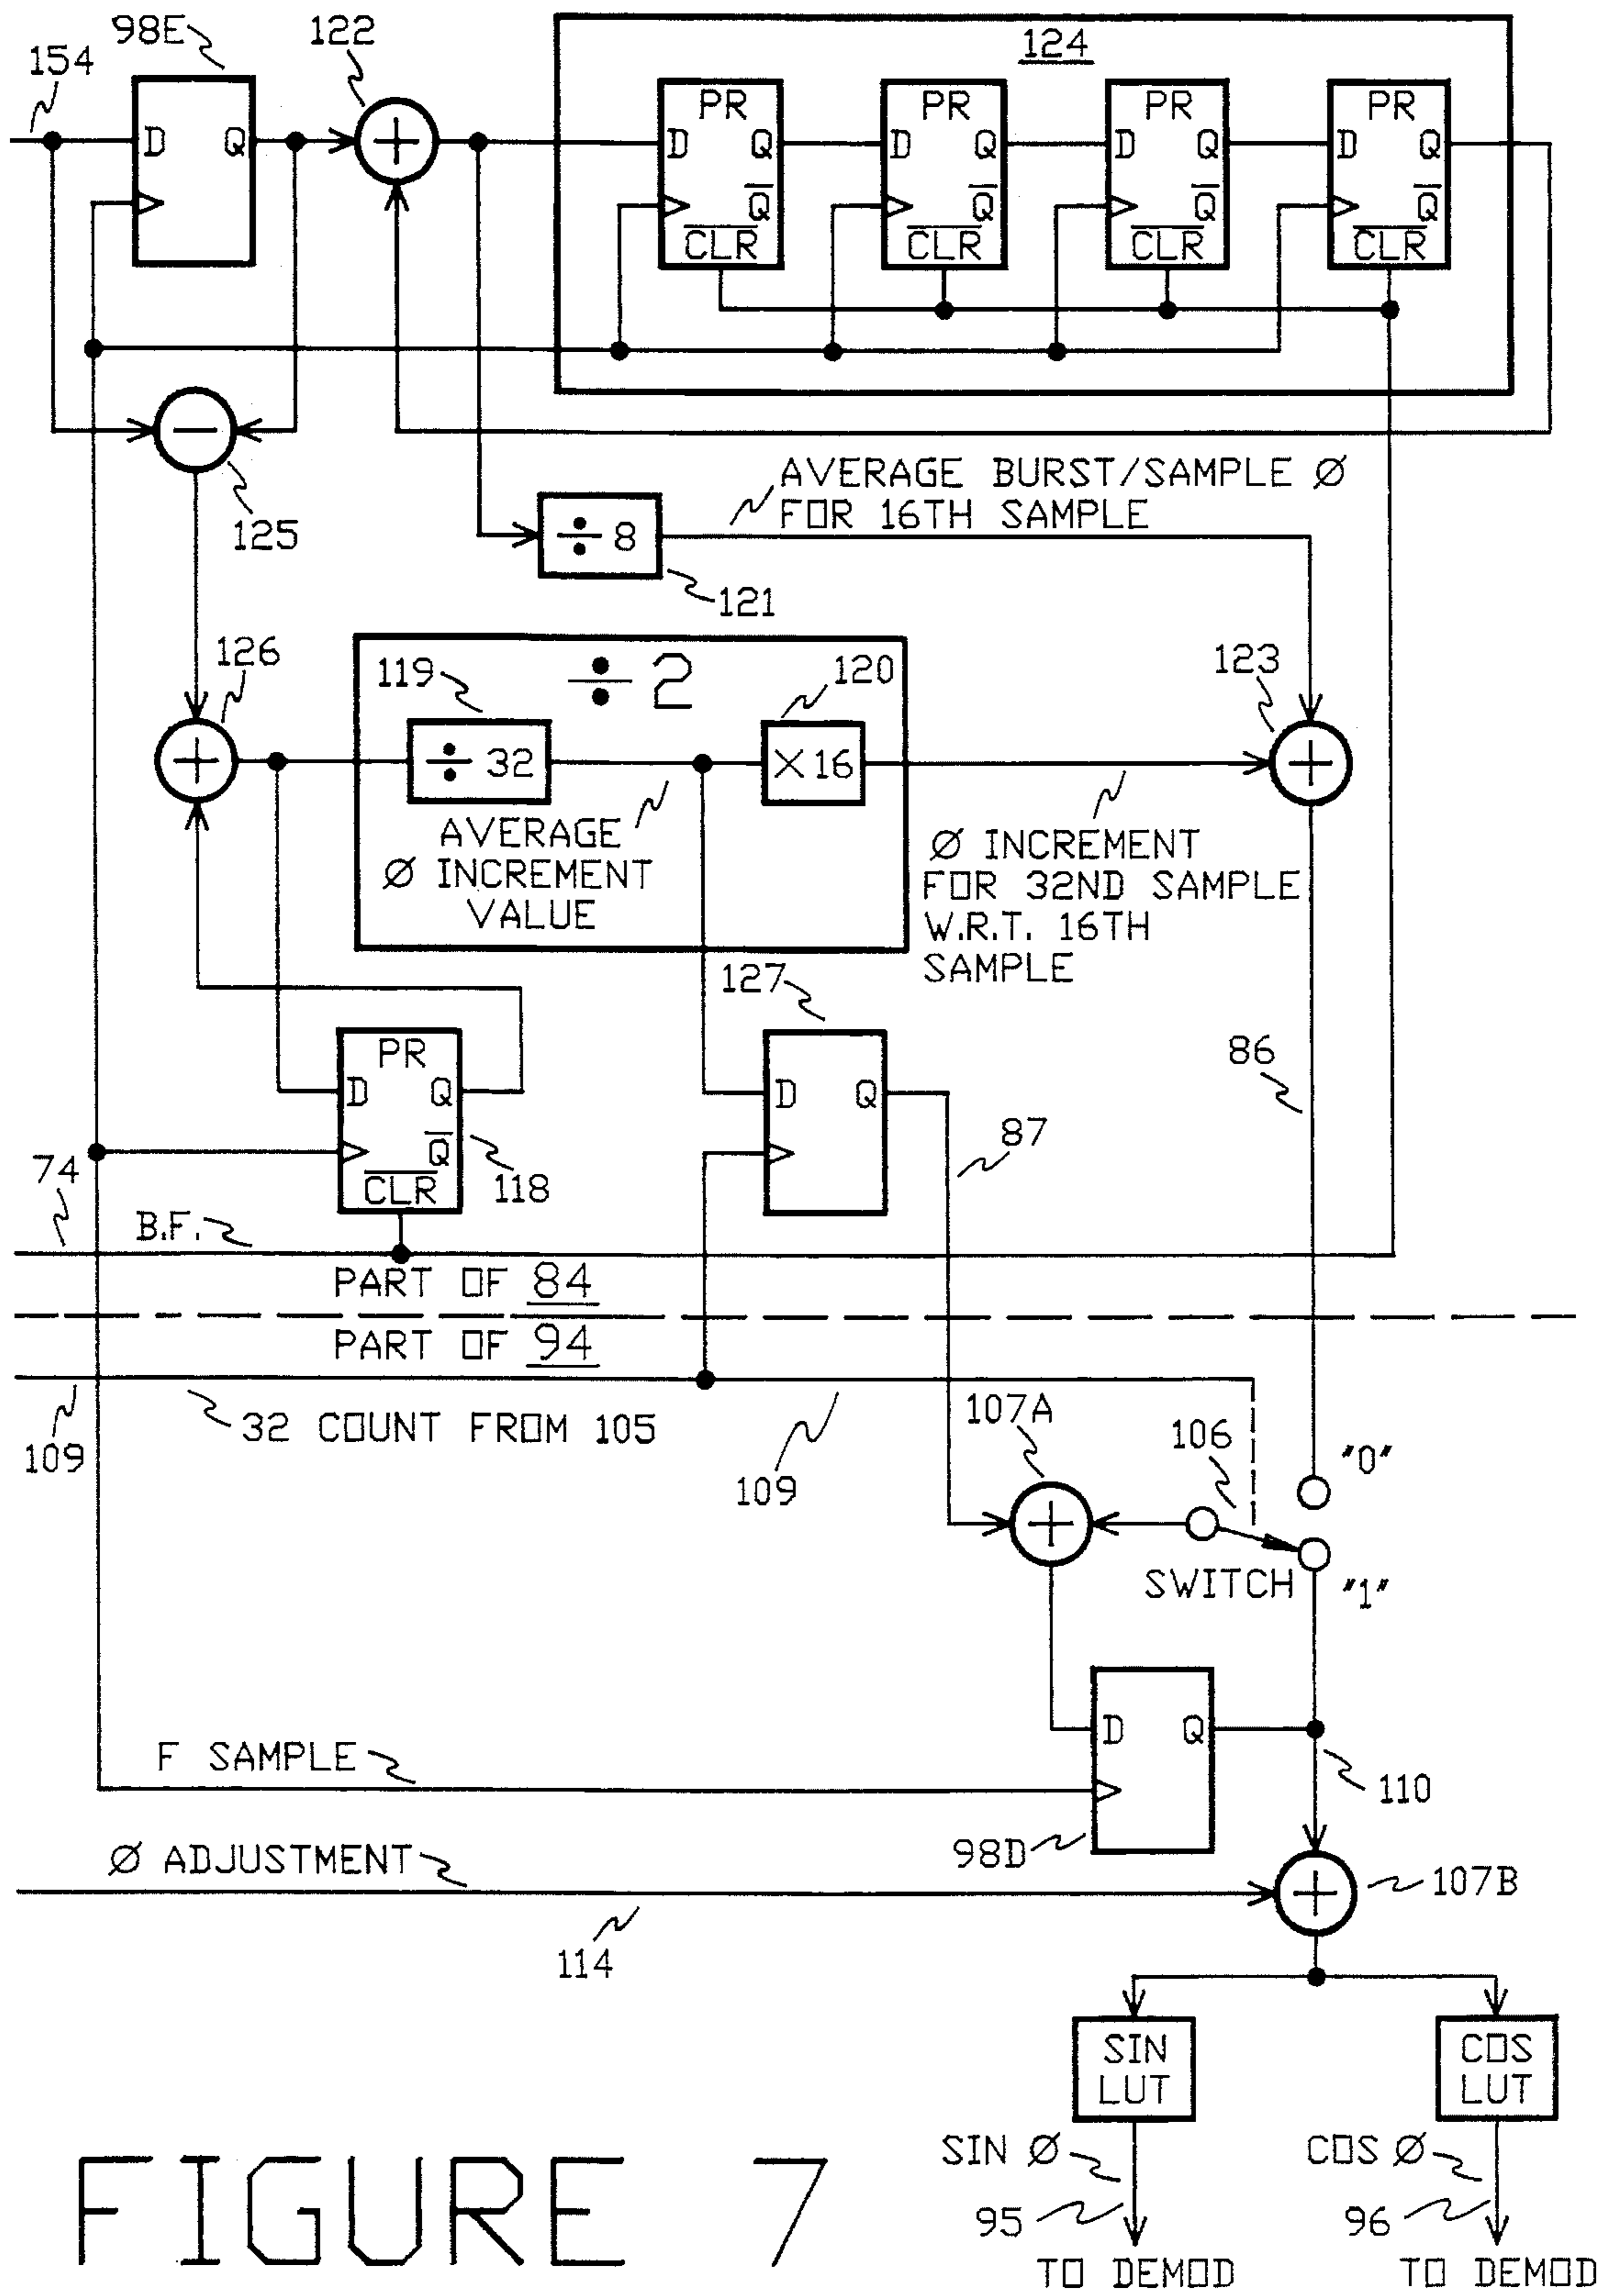 98E
122
124
154
D Q
PR
D Q
Q
CLR
PR
D Q
Q
CLR
PR
D Q
Q
CLR
PR
D Q
Q
CLR
125
÷ 8
121
AVERAGE BURST/SAMPLE Ø
FOR 16TH SAMPLE
126
119
÷ 2
120
123
÷ 32
×16
AVERAGE
Ø INCREMENT
VALUE
Ø INCREMENT
FOR 32ND SAMPLE
W.R.T. 16TH
SAMPLE
127
PR
D Q
Q
CLR
118
D Q
86
87
74
B.F.
PART OF 84
PART OF 94
109
32 COUNT FROM 105
109
107A
106
"0"
SWITCH
"1"
D Q
F SAMPLE
98D
110
Ø ADJUSTMENT
107B
114
SIN
LUT
COS
LUT
SIN Ø
COS Ø
95
96
TO DEMOD
TO DEMOD
FIGURE 7